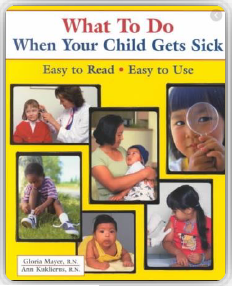 What To Do
When Your Child Gets Sick
Easy to Read • Easy to Use
Gloria Mayer, R.N.
Ann Kuklierus, R.N.